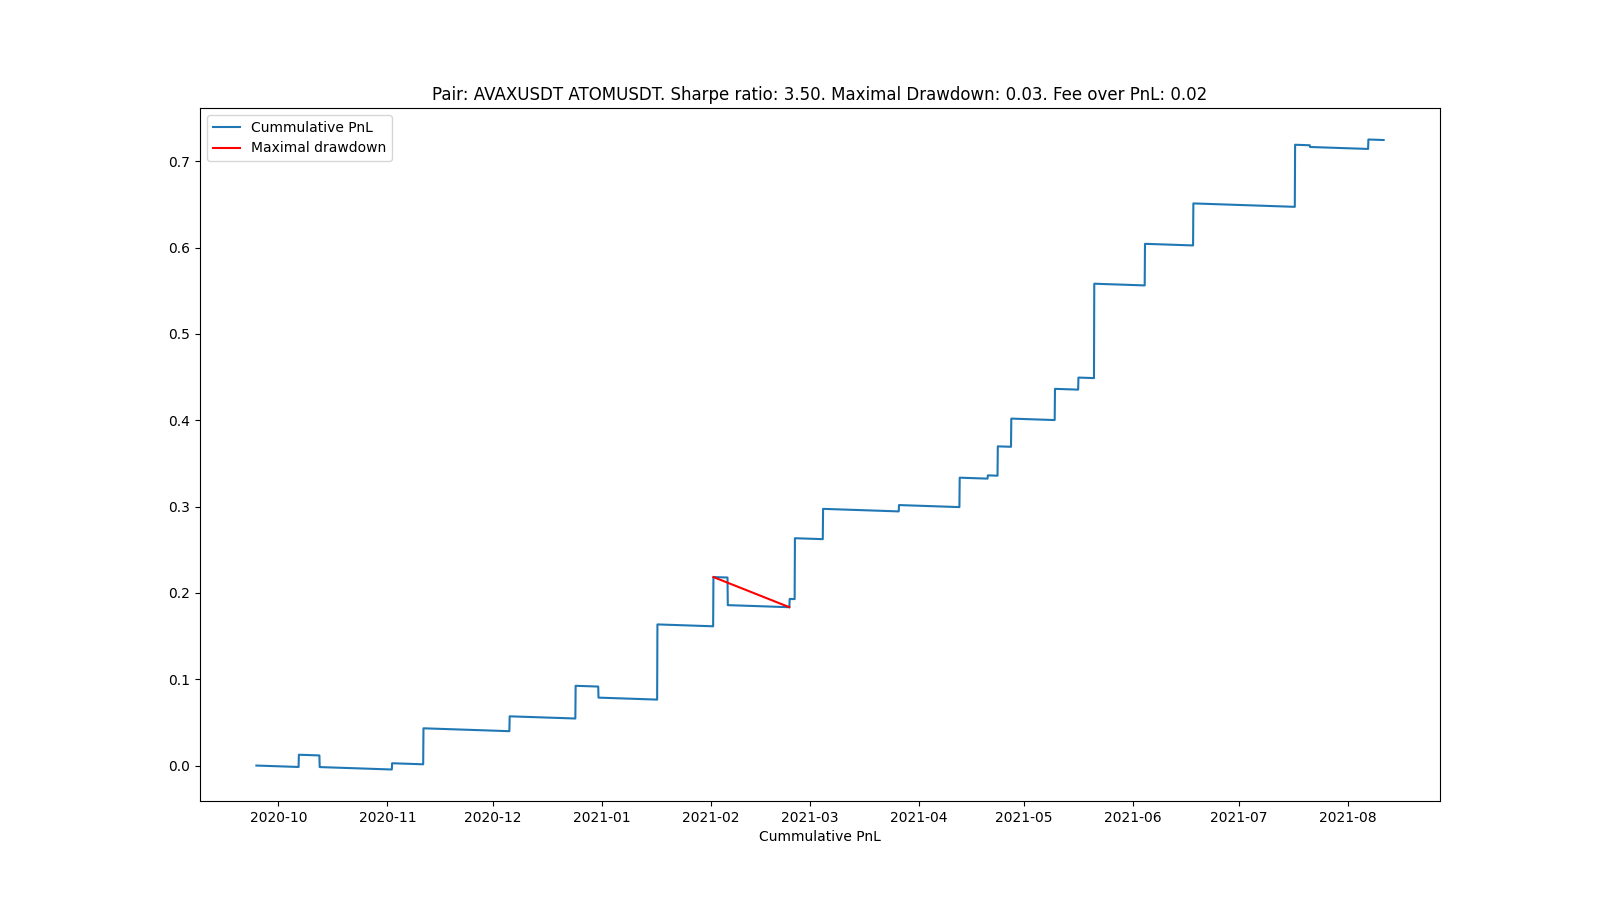 Pair: AVAXUSDT ATOMUSDT. Sharpe ratio: 3.50. Maximal Drawdown: 0.03. Fee over PnL: 0.02
Cummulative PnL
Maximal drawdown
0.7
0.6
0.5
0.4
0.3
0.2
0.1
0.0
2020-10 2020-11 2020-12 2021-01 2021-02 2021-03 2021-04 2021-05 2021-06 2021-07 2021-08
Cummulative PnL